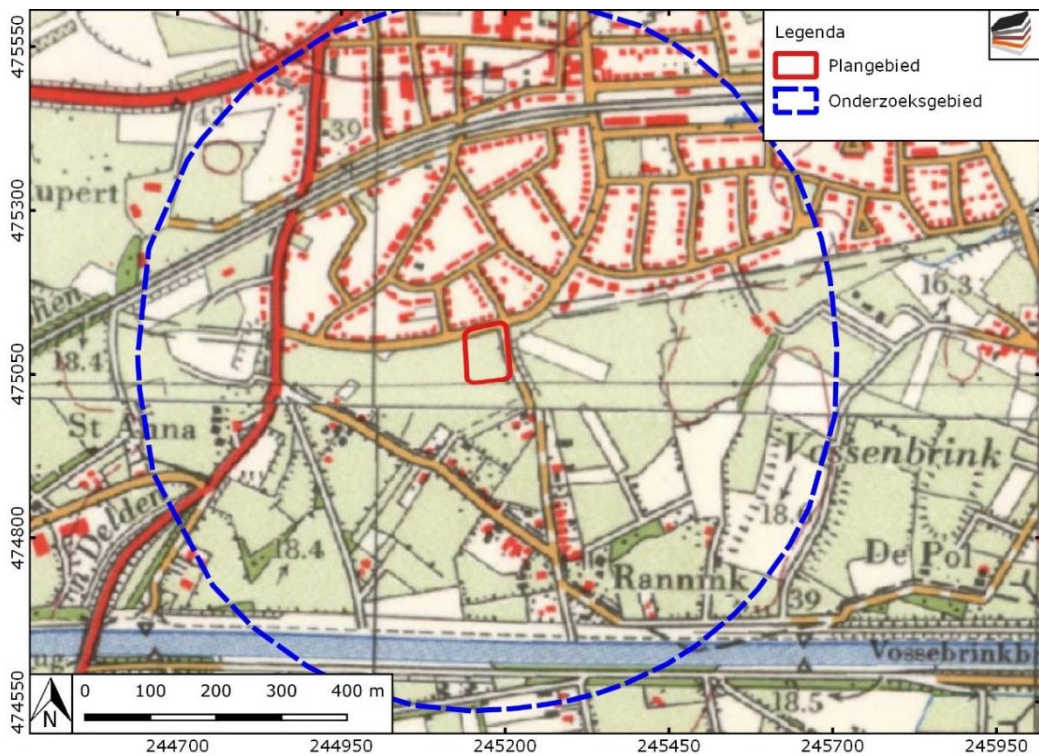 Legenda
Plangebied
Onderzoeksgebied
475550
475300
475050
474800
474550
42
39
upert
16.3
18.4
St Anna
Vossenbrink
18.4
De Pol
Rannink
39
Vossebrinkb
18.5
0 100 200 300 400 m
N
244700 244950 245200 245450 245700 245950